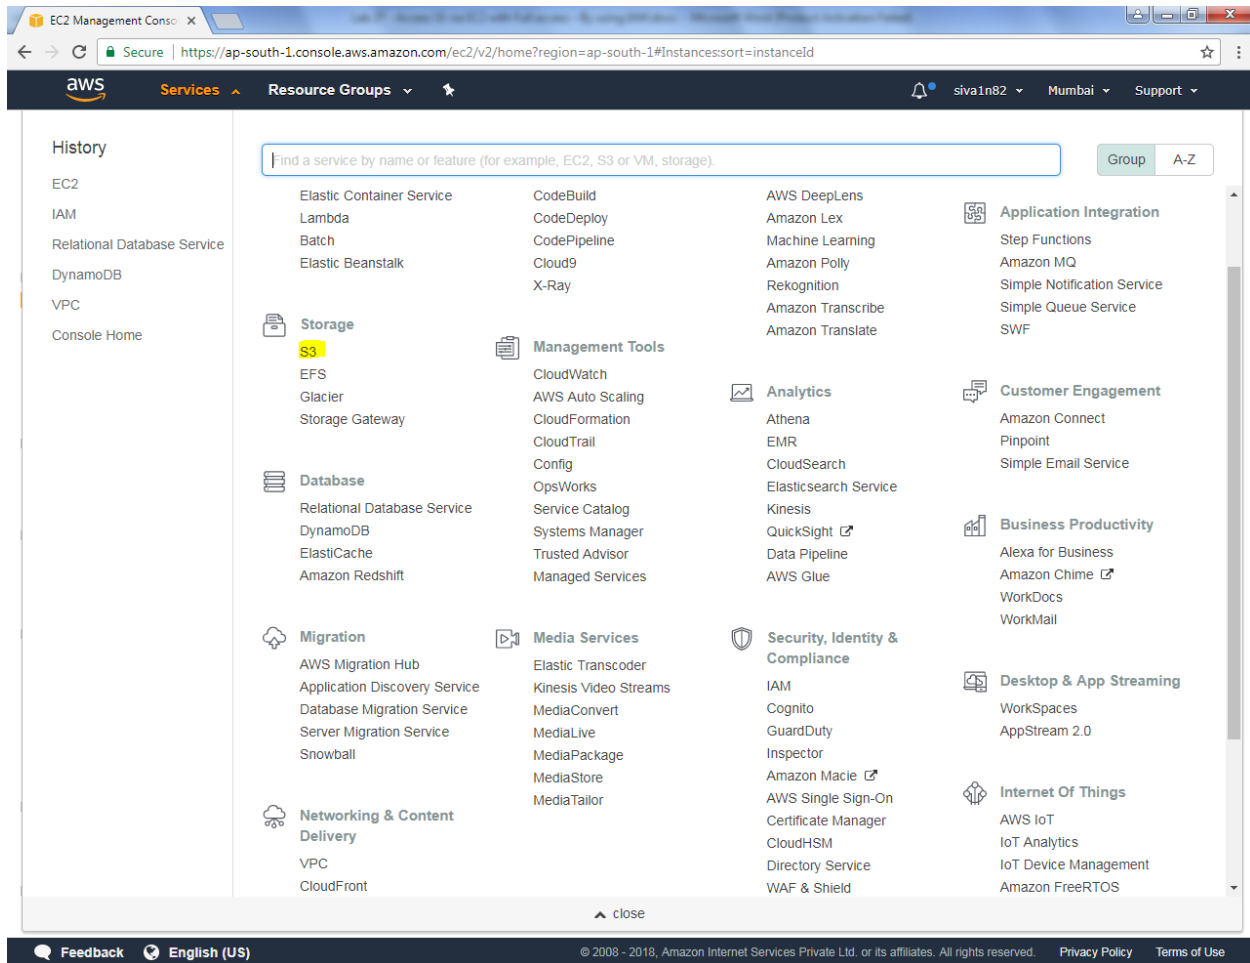 EC2 Management Conso
Secure | https://ap-south-1.console.aws.amazon.com/ec2/v2/home?region=ap-south-1#Instances:sort=instanceId
aws Services Resource Groups siva1n82 Mumbai Support
History
EC2
IAM
Relational Database Service
DynamoDB
VPC
Console Home
Find a service by name or feature (for example, EC2, S3 or VM, storage).
Group A-Z
Elastic Container Service
Lambda
Batch
Elastic Beanstalk
Storage
S3
EFS
Glacier
Storage Gateway
Database
Relational Database Service
DynamoDB
ElastiCache
Amazon Redshift
Migration
AWS Migration Hub
Application Discovery Service
Database Migration Service
Server Migration Service
Snowball
Networking & Content
Delivery
VPC
CloudFront
CodeBuild
CodeDeploy
CodePipeline
Cloud9
X-Ray
Management Tools
CloudWatch
AWS Auto Scaling
CloudFormation
CloudTrail
Config
OpsWorks
Service Catalog
Systems Manager
Trusted Advisor
Managed Services
Media Services
Elastic Transcoder
Kinesis Video Streams
MediaConvert
MediaLive
MediaPackage
MediaStore
MediaTailor
AWS DeepLens
Amazon Lex
Machine Learning
Amazon Polly
Rekognition
Amazon Transcribe
Amazon Translate
Analytics
Athena
EMR
CloudSearch
Elasticsearch Service
Kinesis
QuickSight
Data Pipeline
AWS Glue
Security, Identity &
Compliance
IAM
Cognito
GuardDuty
Inspector
Amazon Macie
AWS Single Sign-On
Certificate Manager
CloudHSM
Directory Service
WAF & Shield
Application Integration
Step Functions
Amazon MQ
Simple Notification Service
Simple Queue Service
SWF
Customer Engagement
Amazon Connect
Pinpoint
Simple Email Service
Business Productivity
Alexa for Business
Amazon Chime
WorkDocs
WorkMail
Desktop & App Streaming
WorkSpaces
AppStream 2.0
Internet Of Things
AWS IoT
IoT Analytics
IoT Device Management
Amazon FreeRTOS
close
Feedback English (US) © 2008 - 2018, Amazon Internet Services Private Ltd. or its affiliates. All rights reserved. Privacy Policy Terms of Use